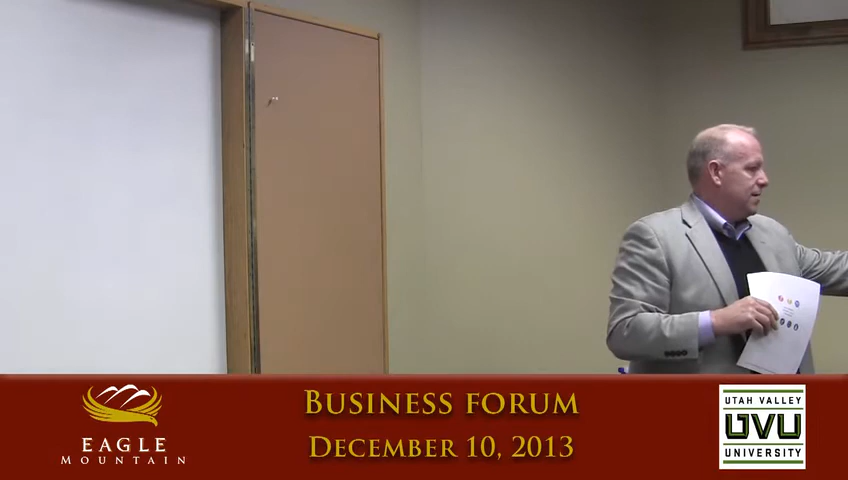 EAGLE
MOUNTAIN
BUSINESS FORUM
DECEMBER 10, 2013
UTAH VALLEY
UVU
UNIVERSITY